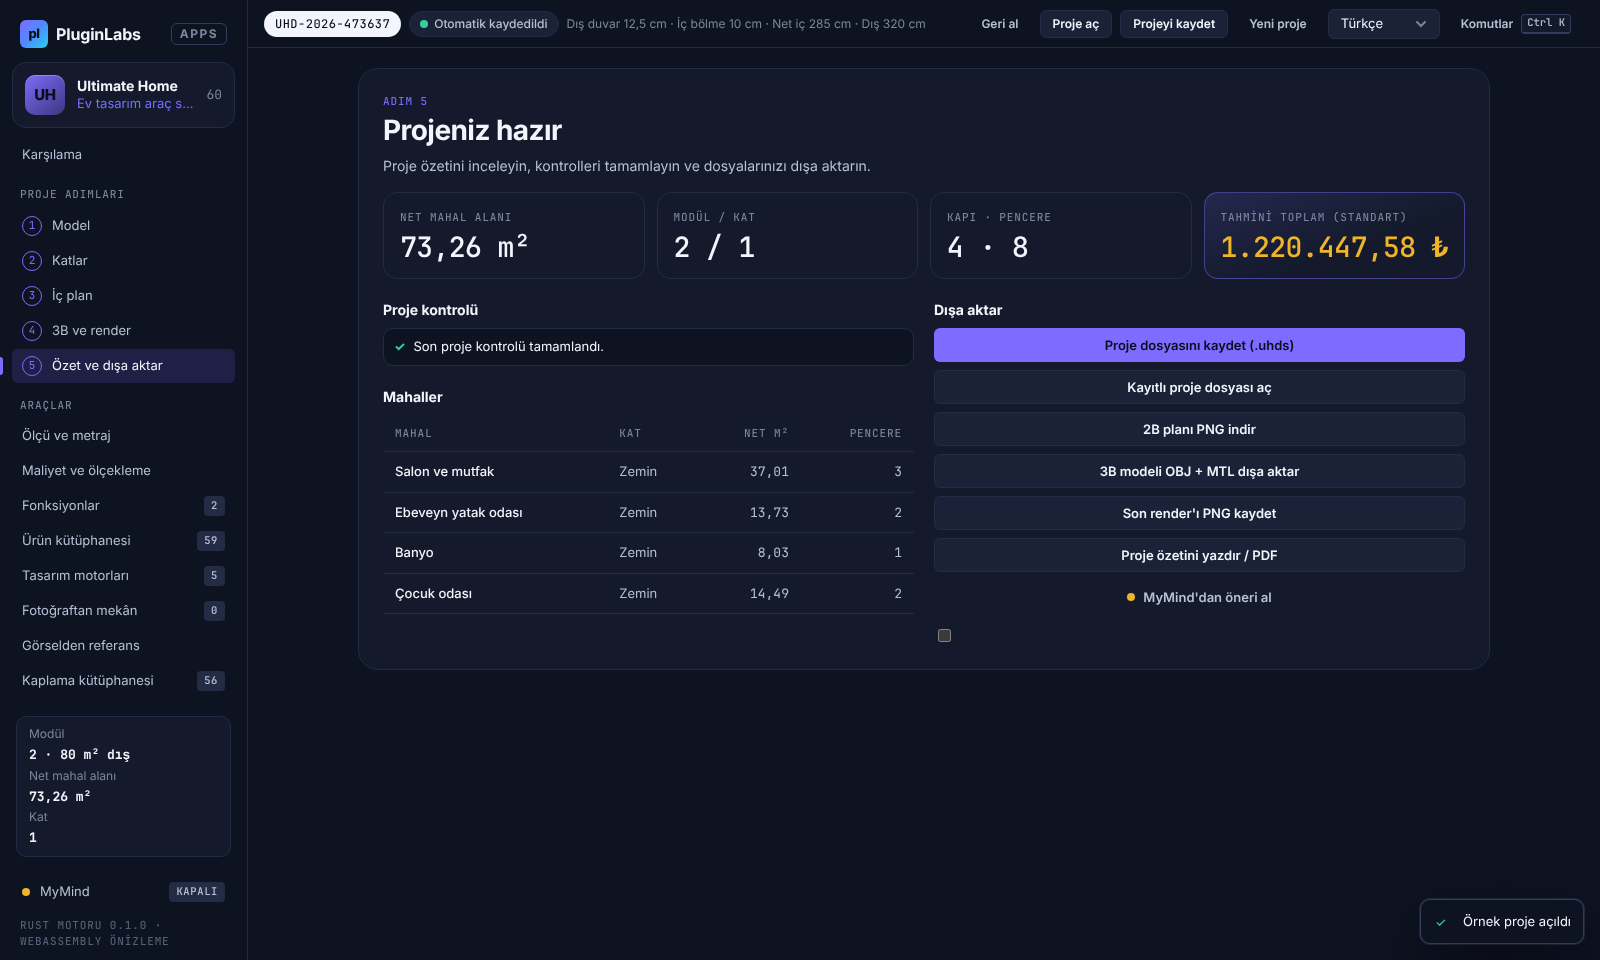 pl PluginLabs APPS
UH Ultimate Home 60
Ev tasarım araç s...
Karşılama
PROJE ADIMLARI
1 Model
2 Katlar
3 İç plan
4 3B ve render
5 Özet ve dışa aktar
ARAÇLAR
Ölçü ve metraj
Maliyet ve ölçekleme
Fonksiyonlar 2
Ürün kütüphanesi 59
Tasarım motorları 5
Fotoğraftan mekân 0
Görselden referans
Kaplama kütüphanesi 56
Modül
2 · 80 m² dış
Net mahal alanı
73,26 m²
Kat
1
MyMind KAPALI
RUST MOTORU 0.1.0 ·
WEBASSEMBLY ÖNİZLEME
UHD-2026-473637 Otomatik kaydedildi Dış duvar 12,5 cm · İç bölme 10 cm · Net iç 285 cm · Dış 320 cm Geri al Proje aç Projeyi kaydet Yeni proje Türkçe Komutlar Ctrl K
ADIM 5
Projeniz hazır
Proje özetini inceleyin, kontrolleri tamamlayın ve dosyalarınızı dışa aktarın.
NET MAHAL ALANI
73,26 m²
MODÜL / KAT
2 / 1
KAPI · PENCERE
4 · 8
TAHMİNİ TOPLAM (STANDART)
1.220.447,58 ₺
Proje kontrolü
✓ Son proje kontrolü tamamlandı.
Mahaller
MAHAL KAT NET M² PENCERE
Salon ve mutfak Zemin 37,01 3
Ebeveyn yatak odası Zemin 13,73 2
Banyo Zemin 8,03 1
Çocuk odası Zemin 14,49 2
Dışa aktar
Proje dosyasını kaydet (.uhds)
Kayıtlı proje dosyası aç
2B planı PNG indir
3B modeli OBJ + MTL dışa aktar
Son render'ı PNG kaydet
Proje özetini yazdır / PDF
MyMind'dan öneri al
✓ Örnek proje açıldı